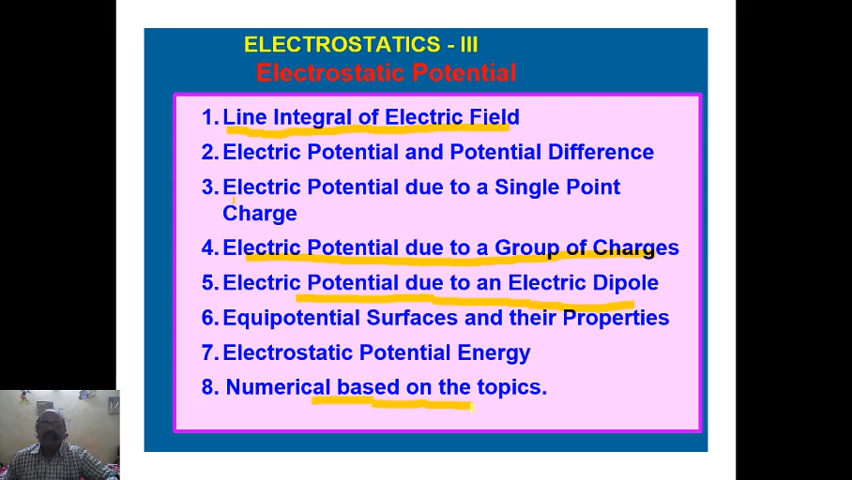 ELECTROSTATICS - III
Electrostatic Potential
1. Line Integral of Electric Field
2. Electric Potential and Potential Difference
3. Electric Potential due to a Single Point
Charge
4. Electric Potential due to a Group of Charges
5. Electric Potential due to an Electric Dipole
6. Equipotential Surfaces and their Properties
7. Electrostatic Potential Energy
8. Numerical based on the topics.